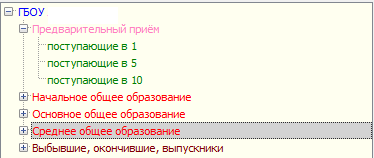 ГБОУ
Предварительный приём
поступающие в 1
поступающие в 5
поступающие в 10
Начальное общее образование
Основное общее образование
Среднее общее образование
Выбывшие, окончившие, выпускники